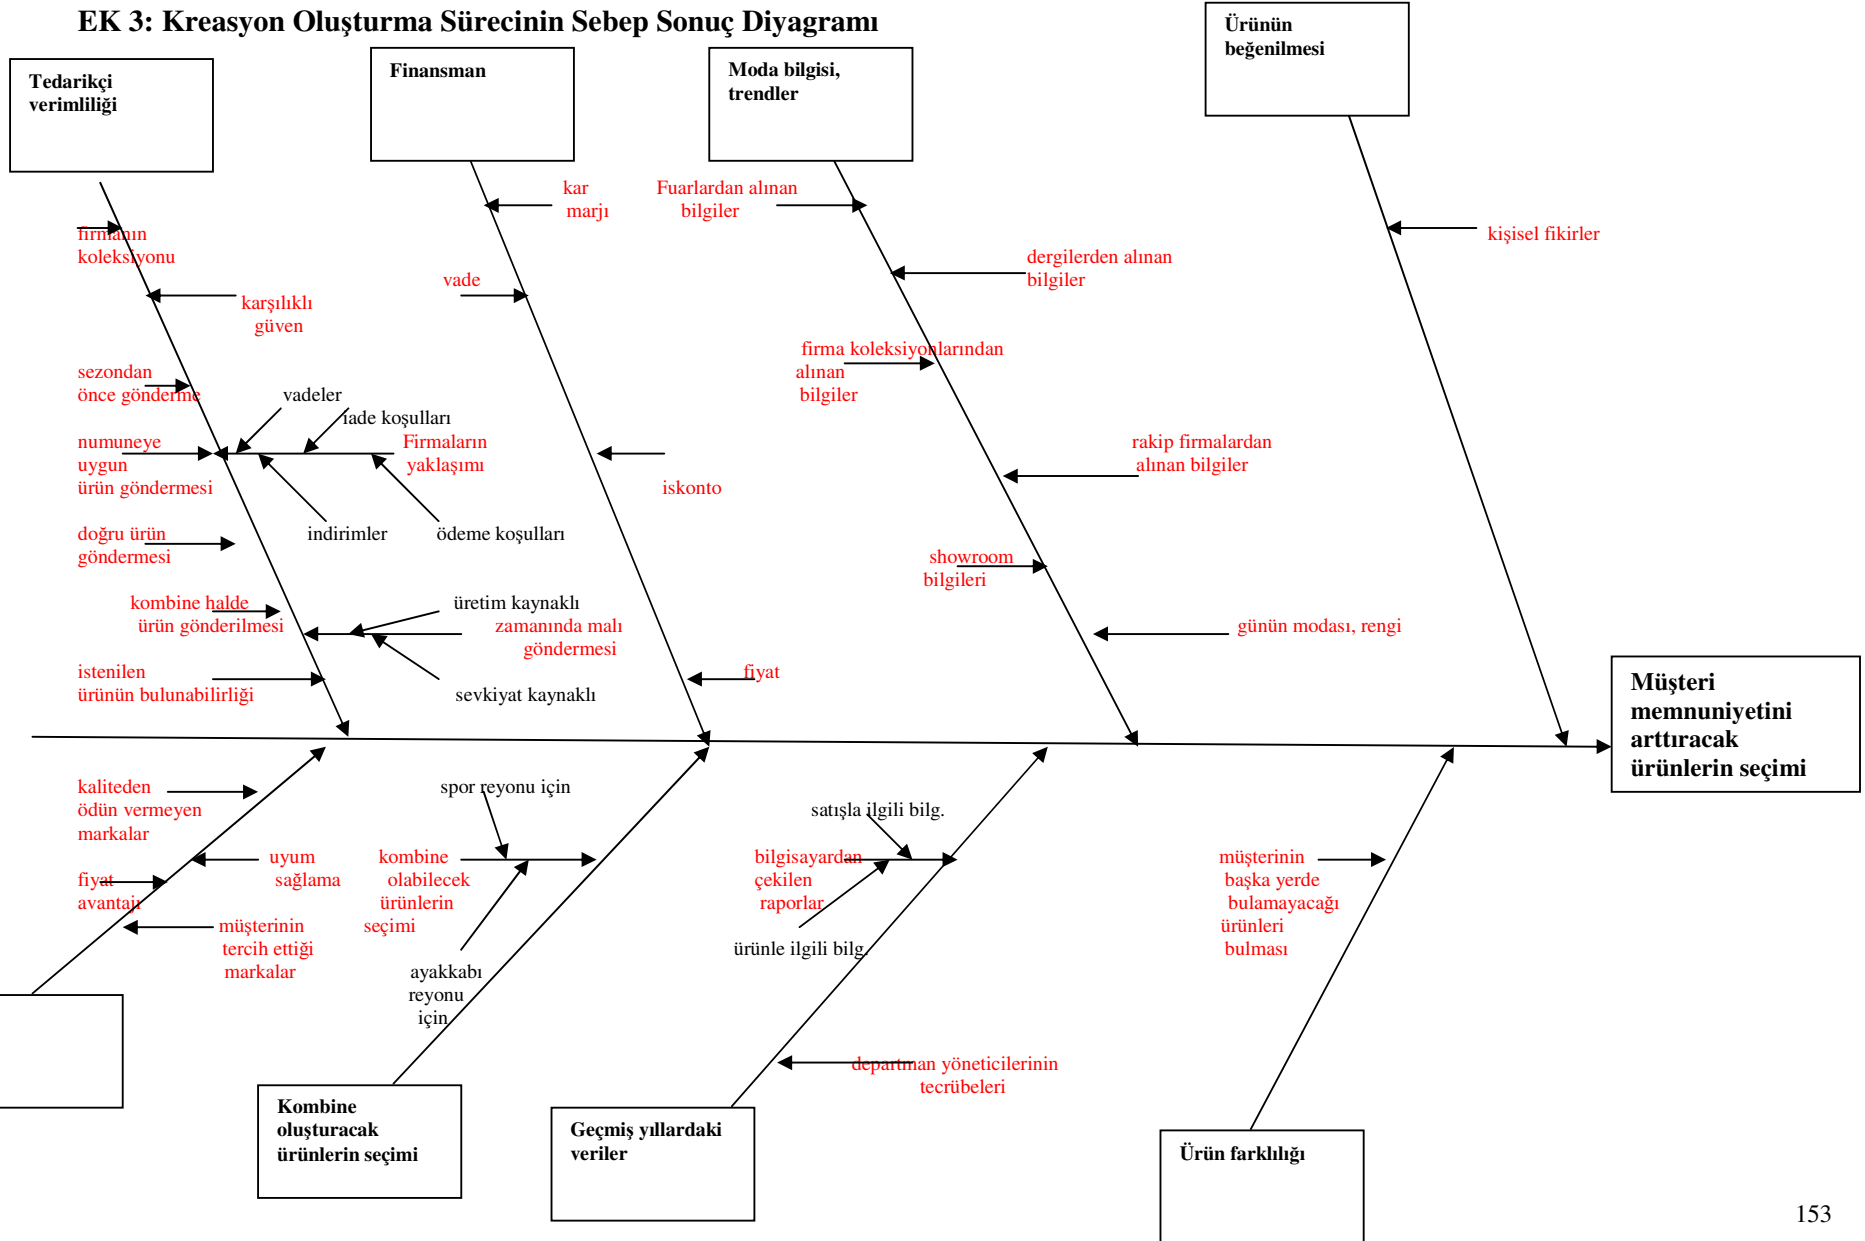 EK 3: Kreasyon Oluşturma Sürecinin Sebep Sonuç Diyagramı
Tedarikçi
verimliliği
Finansman
Moda bilgisi,
trendler
Ürünün
beğenilmesi
firmanın
koleksiyonu
karşılıklı
güven
sezondan
önce gönderme
numuneye
uygun
ürün göndermesi
doğru ürün
göndermesi
kombine halde
ürün gönderilmesi
istenilen
ürünün bulunabilirliği
vadeler
iade koşulları
Firmaların
yaklaşımı
indirimler
ödeme koşulları
üretim kaynaklı
zamanında malı
göndermesi
sevkiyat kaynaklı
kar
marjı
vade
iskonto
fiyat
Fuarlardan alınan
bilgiler
dergilerden alınan
bilgiler
firma koleksiyonlarından
alınan
bilgiler
rakip firmalardan
alınan bilgiler
showroom
bilgileri
günün modası, rengi
kişisel fikirler
Müşteri
memnuniyetini
arttıracak
ürünlerin seçimi
kaliteden
ödün vermeyen
markalar
uyum
sağlama
fiyat
avantajı
müşterinin
tercih ettiği
markalar
spor reyonu için
kombine
olabilecek
ürünlerin
seçimi
ayakkabı
reyonu
için
satışla ilgili bilg.
bilgisayardan
çekilen
raporlar
ürünle ilgili bilg.
departman yöneticilerinin
tecrübeleri
müşterinin
başka yerde
bulamayacağı
ürünleri
bulması
Kombine
oluşturacak
ürünlerin seçimi
Geçmiş yıllardaki
veriler
Ürün farklılığı
153